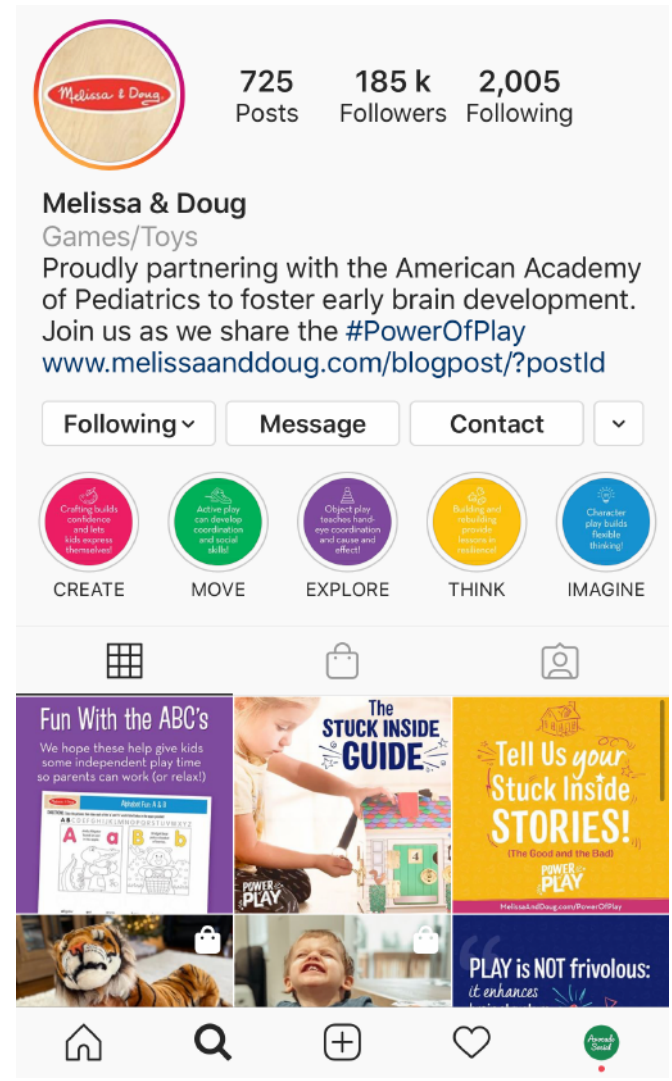 Melissa & Doug
725
185 k
2,005
Posts
Followers
Following
Melissa & Doug
Games/Toys
Proudly partnering with the American Academy
of Pediatrics to foster early brain development.
Join us as we share the #PowerOfPlay
www.melissaanddoug.com/blogpost/?postId
Following
Message
Contact
Crafting builds
confidence
and lets
kids express
themselves!
Active play
can develop
coordination
and social
skills!
Object play
teaches hand-
eye coordination
and cause and
effect!
Building and
rebuilding
provide
lessons in
resilience!
Character
play builds
flexible
thinking!
CREATE
MOVE
EXPLORE
THINK
IMAGINE
Fun With the ABC's
We hope these help give kids
some independent play time
so parents can work (or relax!)
Alphabet Fun: A & B
A a
B b
The
STUCK INSIDE
GUIDE
4
POWER OF
PLAY
Tell Us your
Stuck Inside
STORIES!
(The Good and the Bad)
POWER OF
PLAY
MelissaAndDoug.com/PowerOfPlay
PLAY is NOT frivolous:
it enhances
Avocado
Social